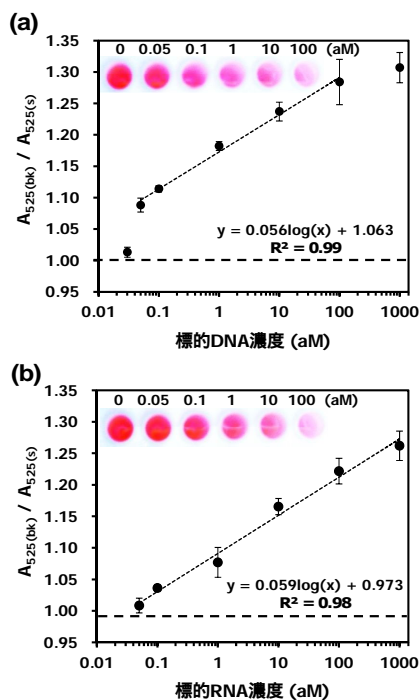 (a)
1.35
1.30
1.25
1.20
1.15
1.10
1.05
1.00
0.95
A525(bk) / A525(s)
0 0.05 0.1 1 10 100 (aM)
y = 0.056log(x) + 1.063
R² = 0.99
0.01 0.1 1 10 100 1000
標的DNA濃度 (aM)
(b)
1.35
1.30
1.25
1.20
1.15
1.10
1.05
1.00
0.95
A525(bk) / A525(s)
0 0.05 0.1 1 10 100 (aM)
y = 0.059log(x) + 0.973
R² = 0.98
0.01 0.1 1 10 100 1000
標的RNA濃度 (aM)